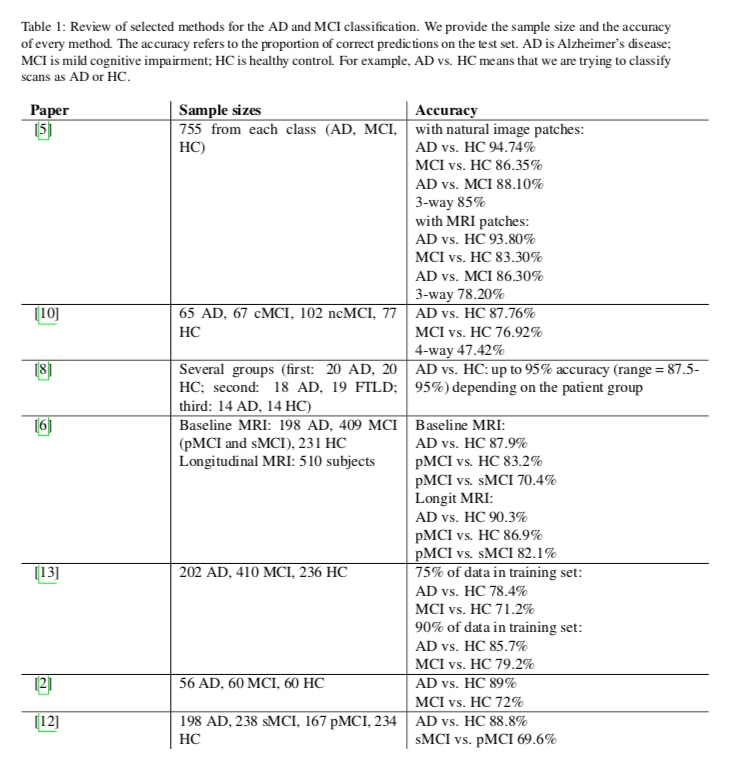 Table 1: Review of selected methods for the AD and MCI classification. We provide the sample size and the accuracy
of every method. The accuracy refers to the proportion of correct predictions on the test set. AD is Alzheimer's disease;
MCI is mild cognitive impairment; HC is healthy control. For example, AD vs. HC means that we are trying to classify
scans as AD or HC.
Paper Sample sizes Accuracy
[5] 755 from each class (AD, MCI, with natural image patches:
HC) AD vs. HC 94.74%
MCI vs. HC 86.35%
AD vs. MCI 88.10%
3-way 85%
with MRI patches:
AD vs. HC 93.80%
MCI vs. HC 83.30%
AD vs. MCI 86.30%
3-way 78.20%
[10] 65 AD, 67 cMCI, 102 ncMCI, 77 AD vs. HC 87.76%
HC MCI vs. HC 76.92%
4-way 47.42%
[8] Several groups (first: 20 AD, 20 AD vs. HC: up to 95% accuracy (range = 87.5-
HC; second: 18 AD, 19 FTLD; 95%) depending on the patient group
third: 14 AD, 14 HC)
[6] Baseline MRI: 198 AD, 409 MCI Baseline MRI:
(pMCI and sMCI), 231 HC AD vs. HC 87.9%
Longitudinal MRI: 510 subjects pMCI vs. HC 83.2%
pMCI vs. sMCI 70.4%
Longit MRI:
AD vs. HC 90.3%
pMCI vs. HC 86.9%
pMCI vs. sMCI 82.1%
[13] 202 AD, 410 MCI, 236 HC 75% of data in training set:
AD vs. HC 78.4%
MCI vs. HC 71.2%
90% of data in training set:
AD vs. HC 85.7%
MCI vs. HC 79.2%
[2] 56 AD, 60 MCI, 60 HC AD vs. HC 89%
MCI vs. HC 72%
[12] 198 AD, 238 sMCI, 167 pMCI, 234 AD vs. HC 88.8%
HC sMCI vs. pMCI 69.6%